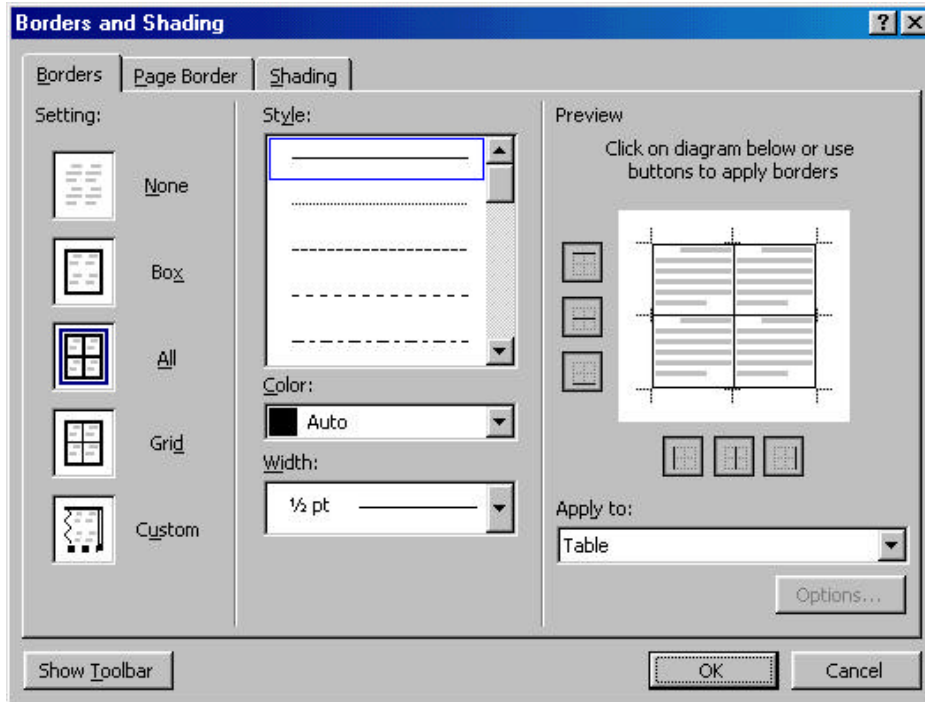 Borders and Shading
Borders
Page Border
Shading
Setting:
None
Box
All
Grid
Custom
Style:
Color:
Auto
Width:
½ pt
Preview
Click on diagram below or use
buttons to apply borders
Apply to:
Table
Options...
Show Toolbar
OK
Cancel